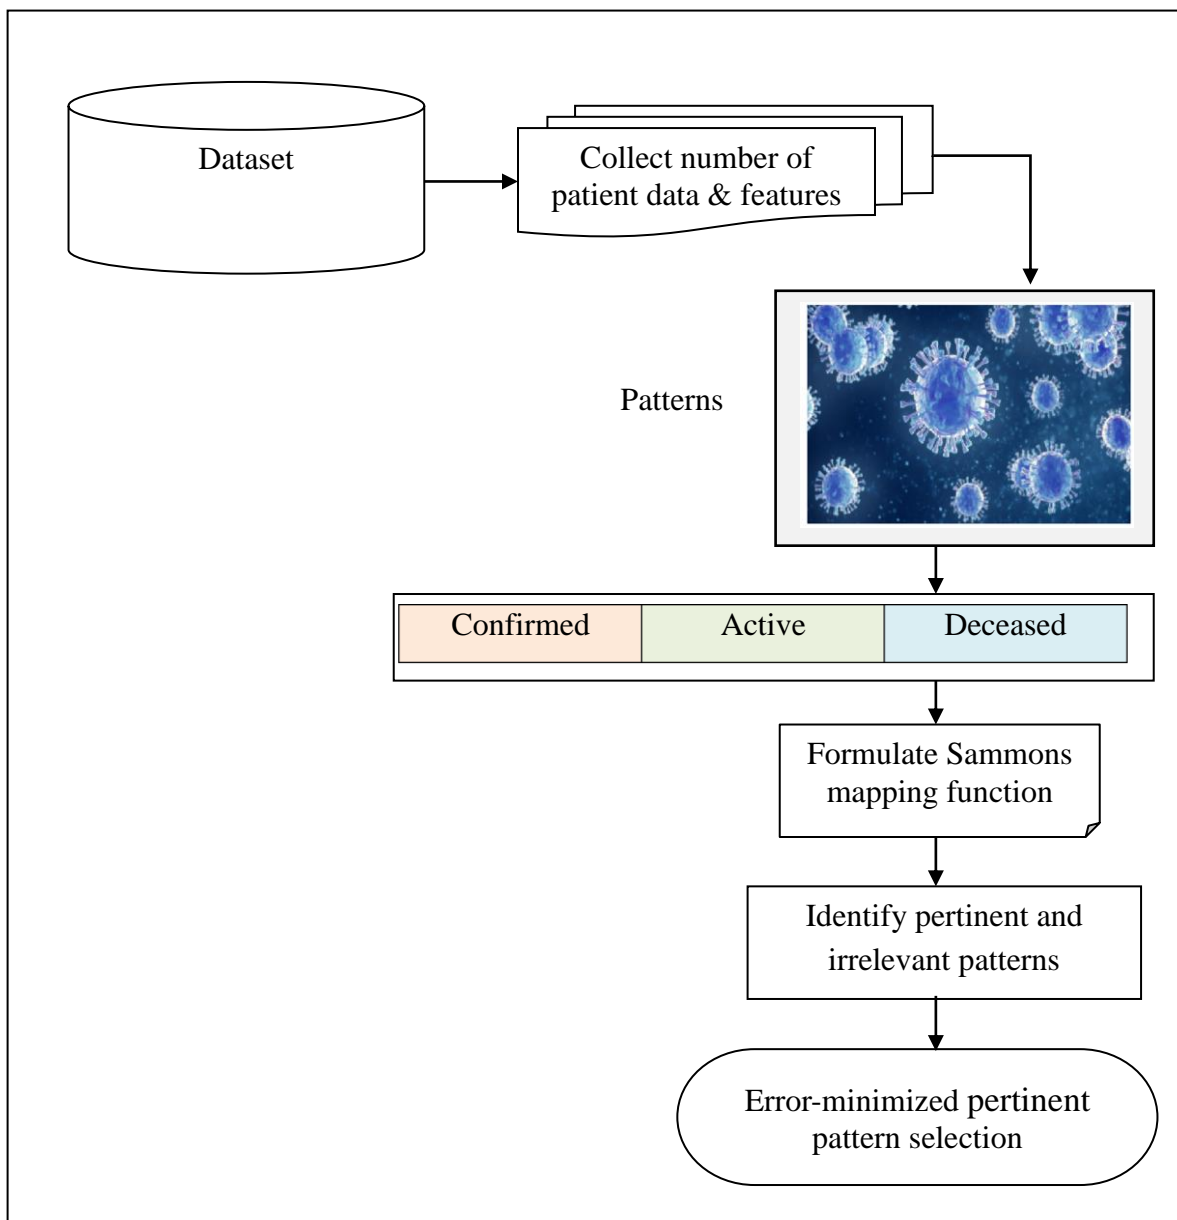 Dataset
Collect number of
patient data & features
Patterns
Confirmed
Active
Deceased
Formulate Sammons
mapping function
Identify pertinent and
irrelevant patterns
Error-minimized pertinent
pattern selection